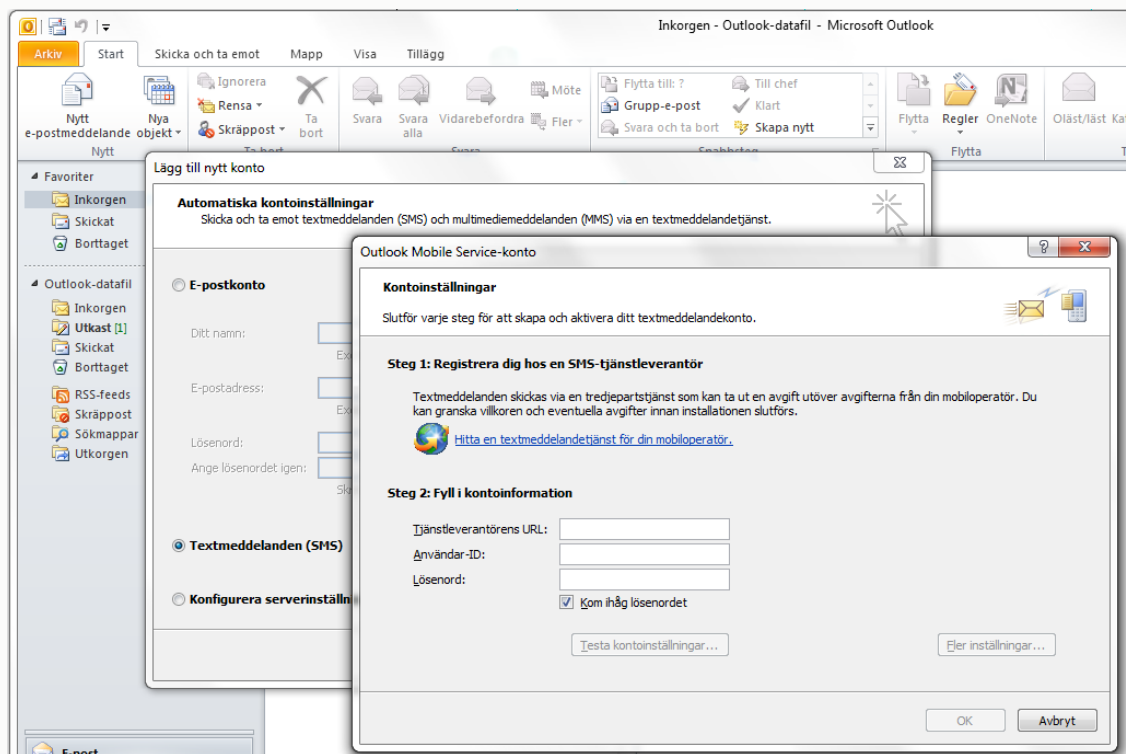 Inkorgen - Outlook-datafil - Microsoft Outlook
Arkiv Start Skicka och ta emot Mapp Visa Tillägg
Nytt e-postmeddelande
Nya objekt
Nytt
Ignorera
Rensa
Skräppost
Ta bort
Ta bort
Svara
Svara alla
Vidarebefordra
Möte
Fler
Svara
Flytta till: ?
Grupp-e-post
Svara och ta bort
Till chef
Klart
Skapa nytt
Snabbsteg
Flytta
Regler
OneNote
Flytta
Oläst/läst
Favoriter
Inkorgen
Skickat
Borttaget
Outlook-datafil
Inkorgen
Utkast [1]
Skickat
Borttaget
RSS-feeds
Skräppost
Sökmappar
Utkorgen
E-post
Lägg till nytt konto
Automatiska kontoinställningar
Skicka och ta emot textmeddelanden (SMS) och multimediemeddelanden (MMS) via en textmeddelandetjänst.
E-postkonto
Ditt namn:
E-postadress:
Lösenord:
Ange lösenordet igen:
Textmeddelanden (SMS)
Konfigurera
Outlook Mobile Service-konto
Kontoinställningar
Slutför varje steg för att skapa och aktivera ditt textmeddelandekonto.
Steg 1: Registrera dig hos en SMS-tjänstleverantör
Textmeddelanden skickas via en tredjepartstjänst som kan ta ut en avgift utöver avgifterna från din mobiloperatör. Du
kan granska villkoren och eventuella avgifter innan installationen slutförs.
Hitta en textmeddelandetjänst för din mobiloperatör.
Steg 2: Fyll i kontoinformation
Tjänstleverantörens URL:
Användar-ID:
Lösenord:
Kom ihåg lösenordet
Testa kontoinställningar...
Fler inställningar...
OK
Avbryt